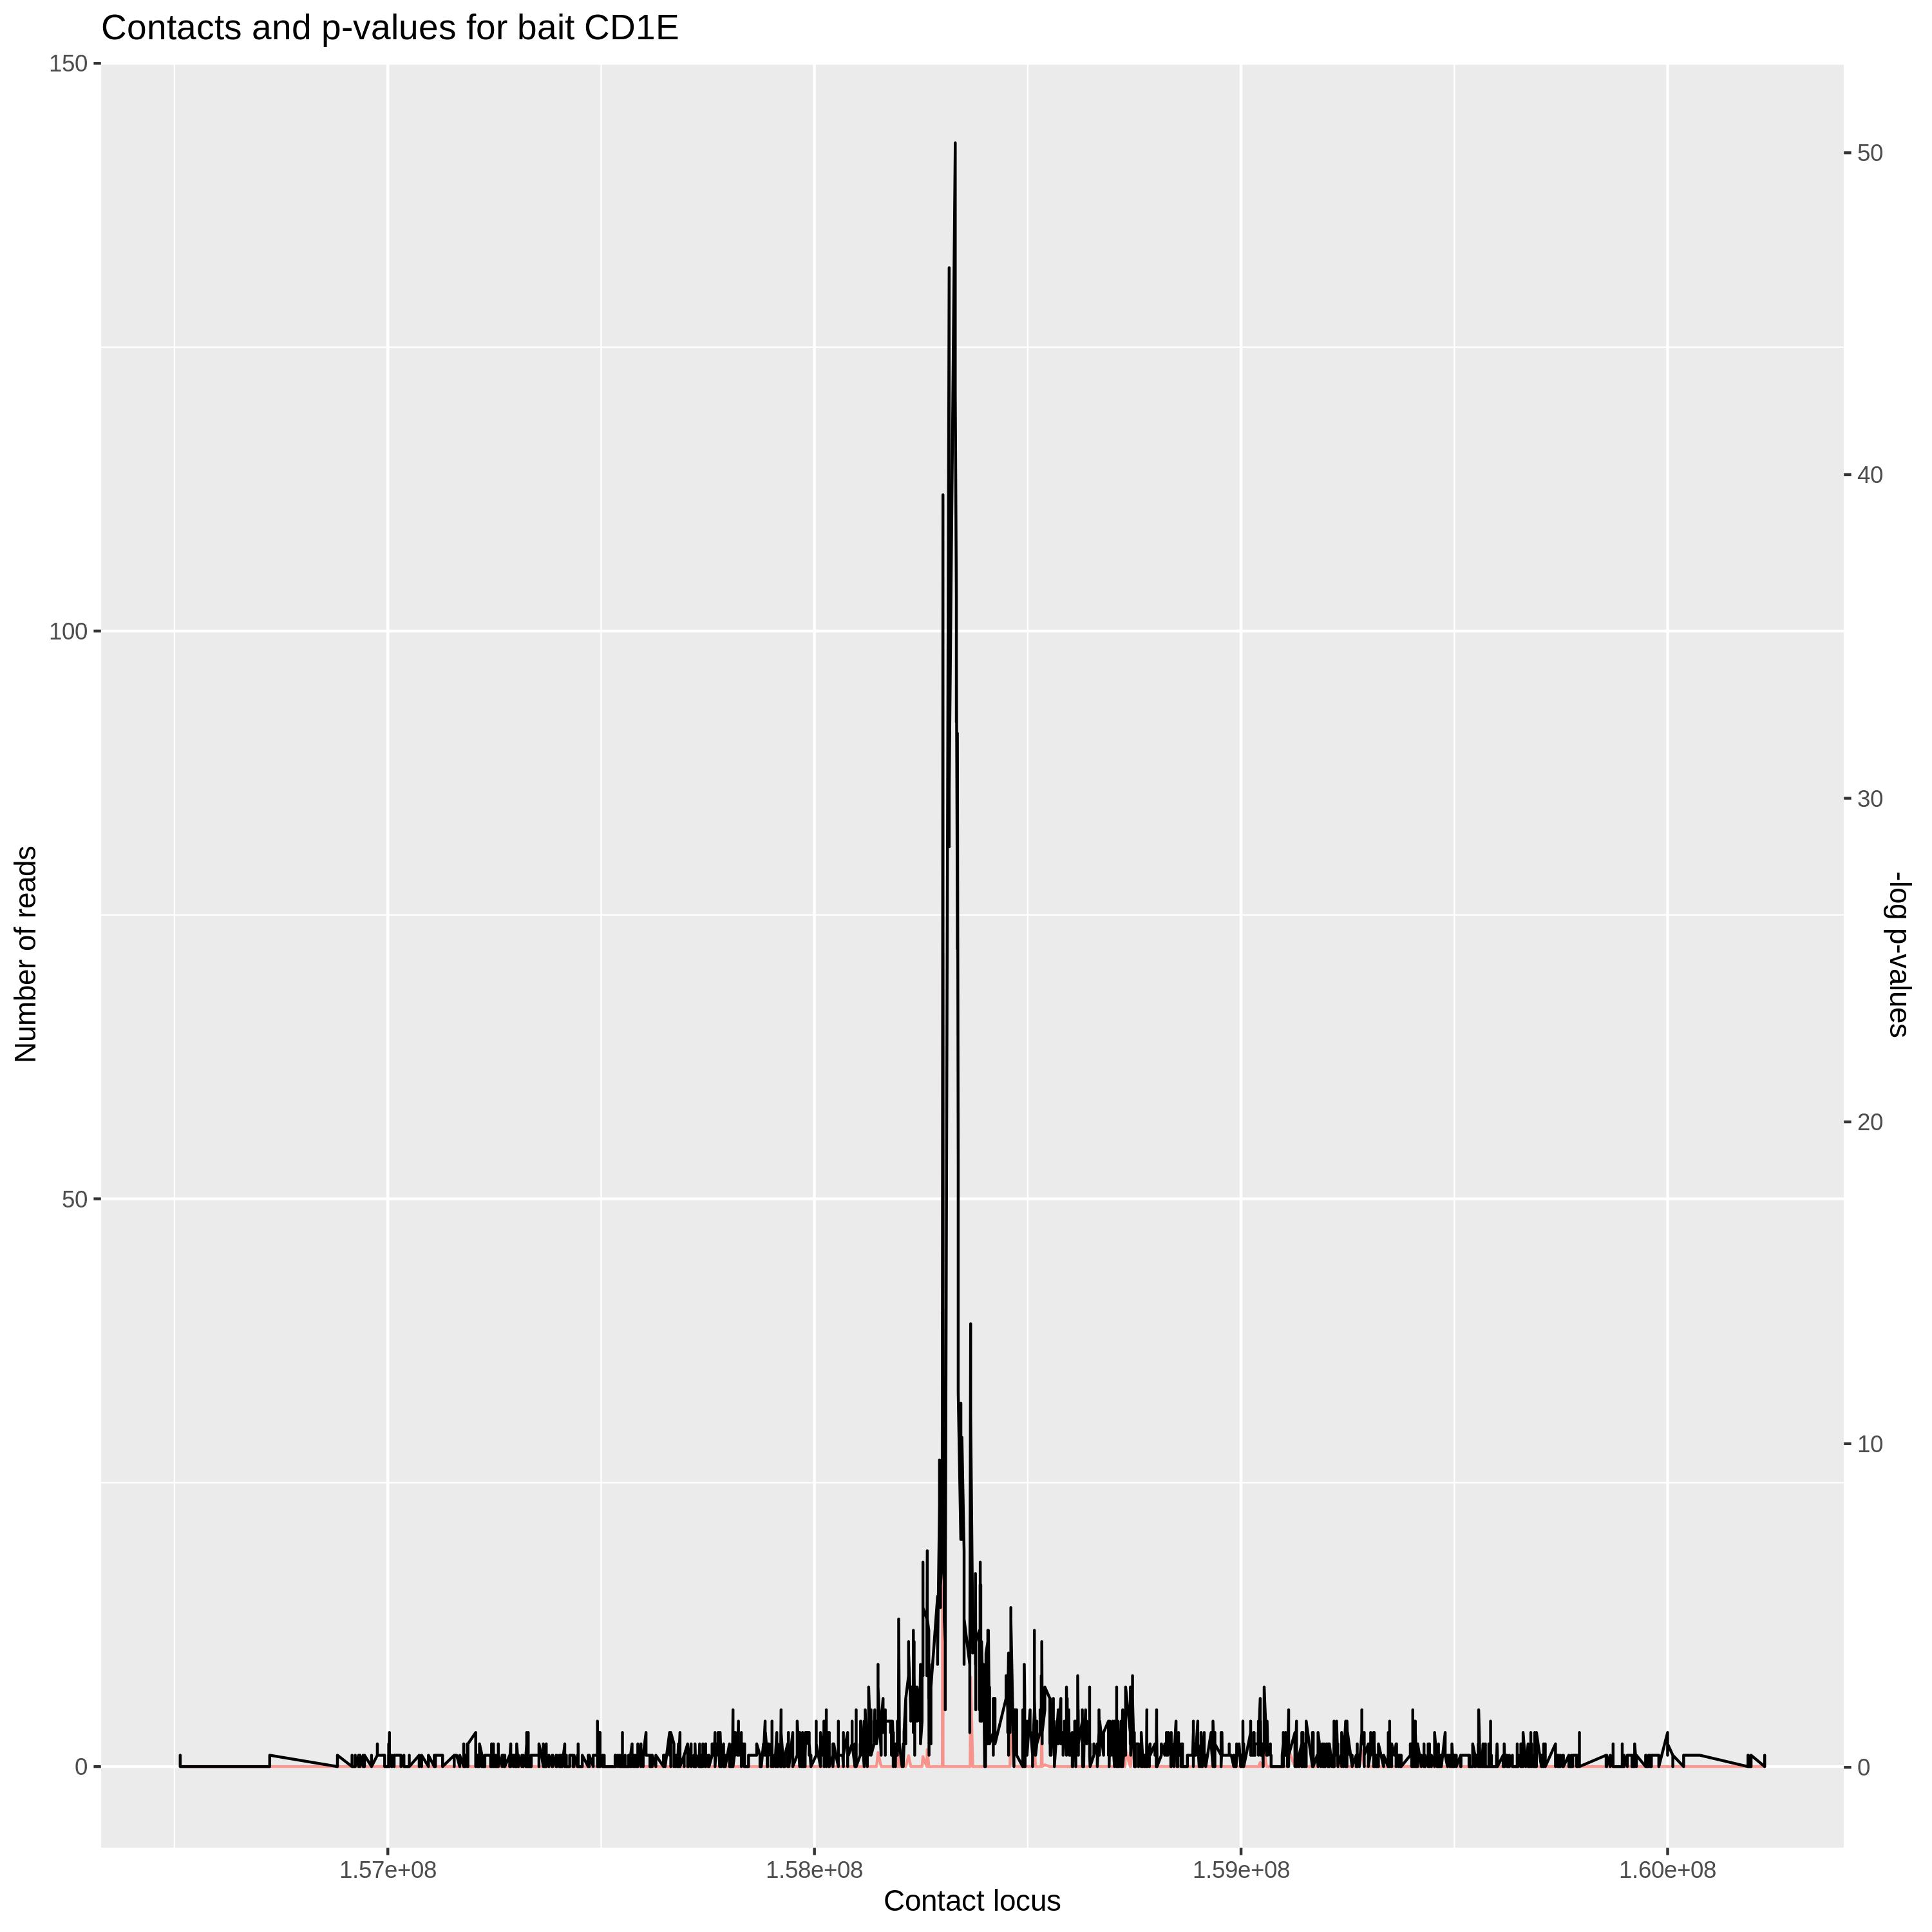 Contacts and p-values for bait CD1E
150
100
50
0
Number of reads
50
40
30
20
10
0
-log p-values
1.57e+08
1.58e+08
1.59e+08
1.60e+08
Contact locus